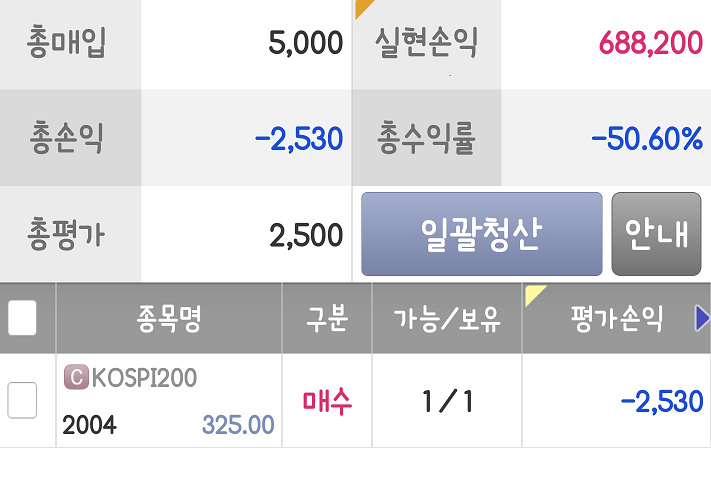 총매입 5,000 실현손익 688,200
총손익 -2,530 총수익률 -50.60%
총평가 2,500 일괄청산 안내
종목명 구분 가능/보유 평가손익
C KOSPI200 매수 1/1 -2,530
2004 325.00